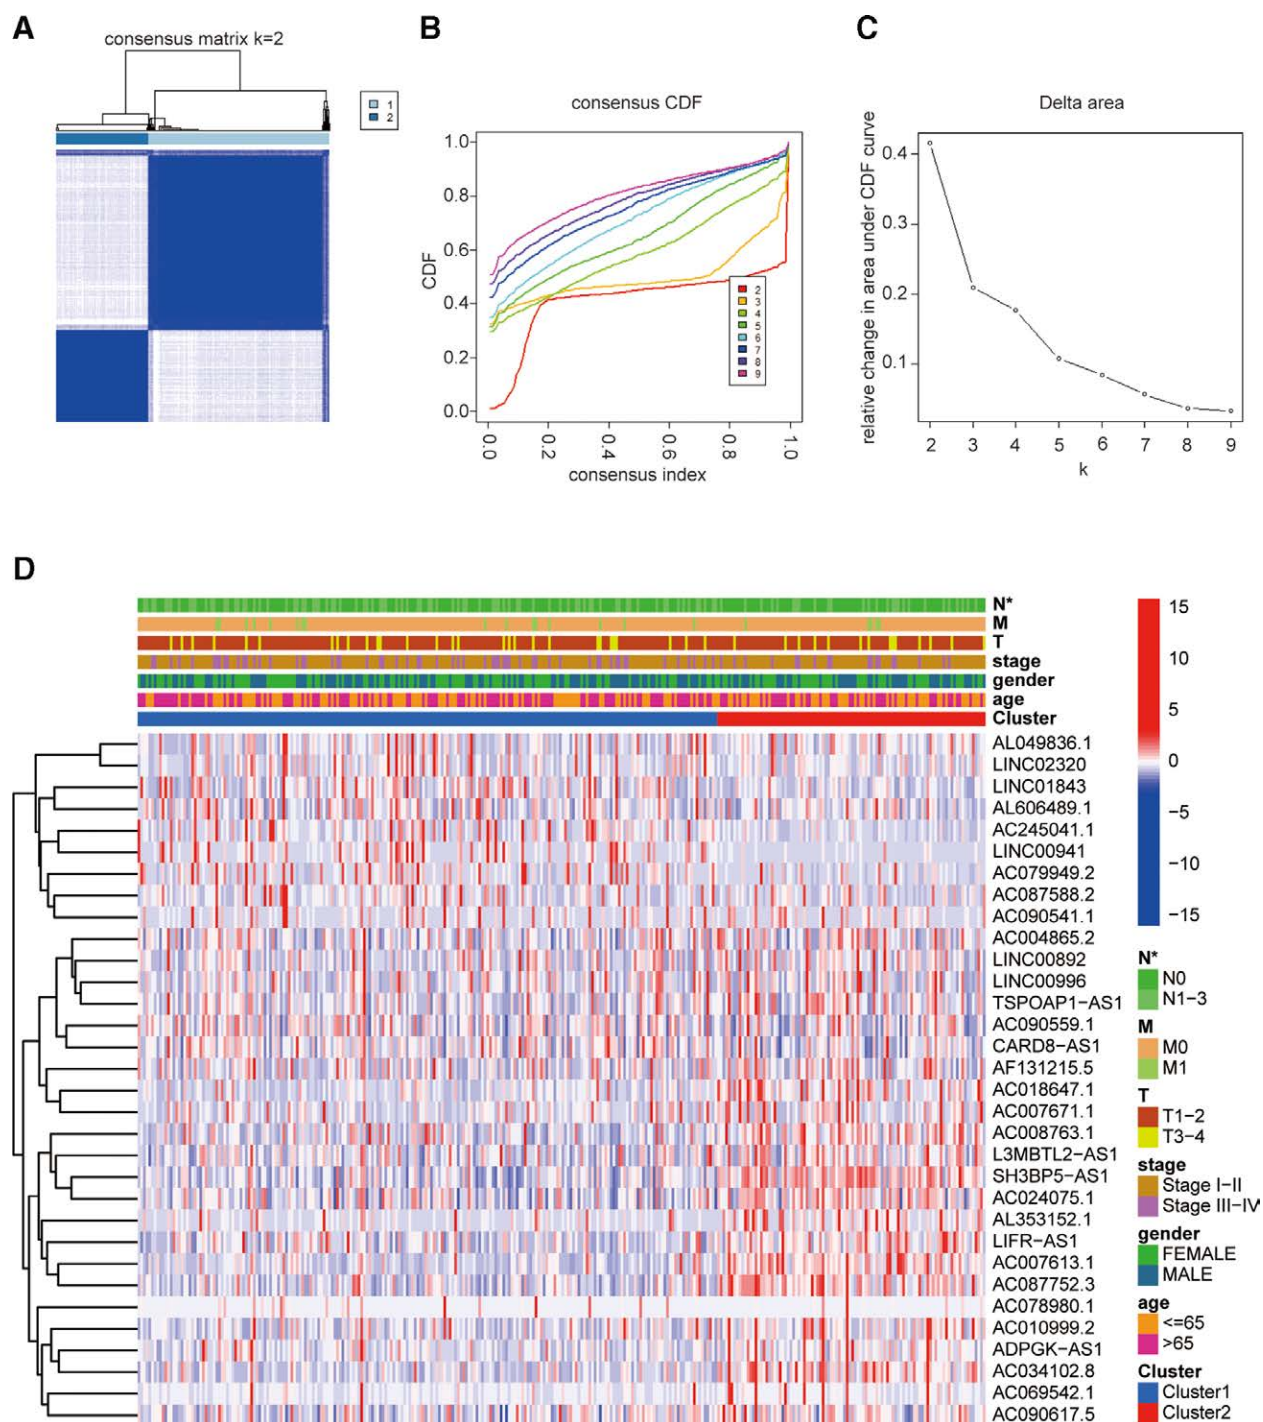 A
consensus matrix k=2
1
2
B
consensus CDF
CDF
1.0
0.8
0.6
0.4
0.2
0.0
2
3
4
5
6
7
8
9
0.0
0.2
0.4
0.6
0.8
1.0
consensus index
C
Delta area
relative change in area under CDF curve
0.4
0.3
0.2
0.1
2 3 4 5 6 7 8 9
k
D
N*
M
T
stage
gender
age
Cluster
AL049836.1
LINC02320
LINC01843
AL606489.1
AC245041.1
LINC00941
AC079949.2
AC087588.2
AC090541.1
AC004865.2
LINC00892
LINC00996
TSPOAP1−AS1
AC090559.1
CARD8−AS1
AF131215.5
AC018647.1
AC007671.1
AC008763.1
L3MBTL2−AS1
SH3BP5−AS1
AC024075.1
AL353152.1
LIFR−AS1
AC007613.1
AC087752.3
AC078980.1
AC010999.2
ADPGK−AS1
AC034102.8
AC069542.1
AC090617.5
15
10
5
0
−5
−10
−15
N*
N0
N1−3
M
M0
M1
T
T1−2
T3−4
stage
Stage I−II
Stage III−IV
gender
FEMALE
MALE
age
<=65
>65
Cluster
Cluster1
Cluster2